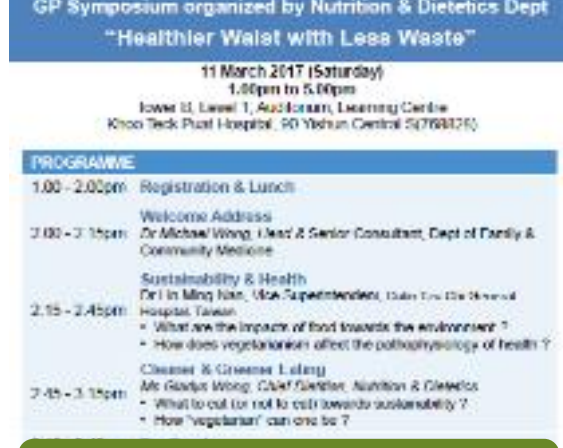 GP Symposium organized by Nutrition & Dietetics Dept
"Healthier Waist with Less Waste"
11 March 2017 (Saturday)
1.00pm to 5.00pm
Tower B, Level 1, Auditorium, Learning Centre
Khoo Teck Puat Hospital, 90 Yishun Central S(768828)
PROGRAMME
1.00 - 2.00pm Registration & Lunch
Welcome Address
2.00 - 2.15pm Dr Michael Wong, Head & Senior Consultant, Dept of Family &
Community Medicine
Sustainability & Health
Dr Lin Ming Nan, Vice Superintendent, Tzu Chi General
2.15 - 2.45pm Hospital Taiwan
• What are the impacts of food towards the environment ?
• How does vegetarianism affect the pathophysiology of health ?
Cleaner & Greener Eating
Ms Gladys Wong, Chief Dietitian, Nutrition & Dietetics
2.45 - 3.15pm • What to eat (or not to eat) towards sustainability ?
• How "vegetarian" can one be ?